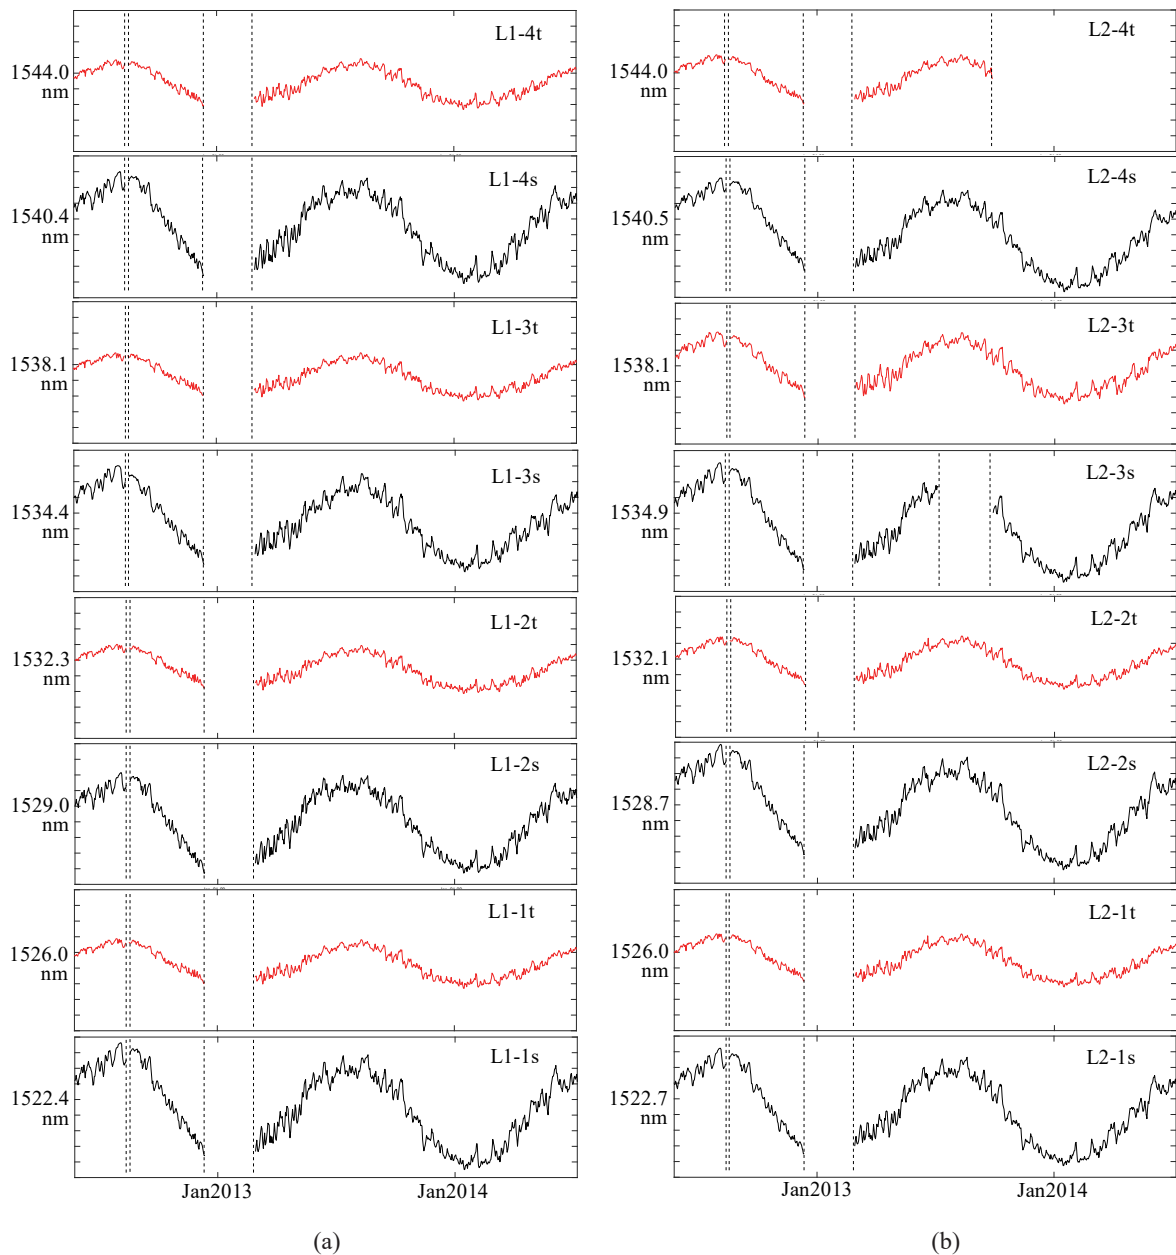 L1-4t
1544.0
nm
L1-4s
1540.4
nm
L1-3t
1538.1
nm
L1-3s
1534.4
nm
L1-2t
1532.3
nm
L1-2s
1529.0
nm
L1-1t
1526.0
nm
L1-1s
1522.4
nm
Jan2013 Jan2014
(a)
L2-4t
1544.0
nm
L2-4s
1540.5
nm
L2-3t
1538.1
nm
L2-3s
1534.9
nm
L2-2t
1532.1
nm
L2-2s
1528.7
nm
L2-1t
1526.0
nm
L2-1s
1522.7
nm
Jan2013 Jan2014
(b)